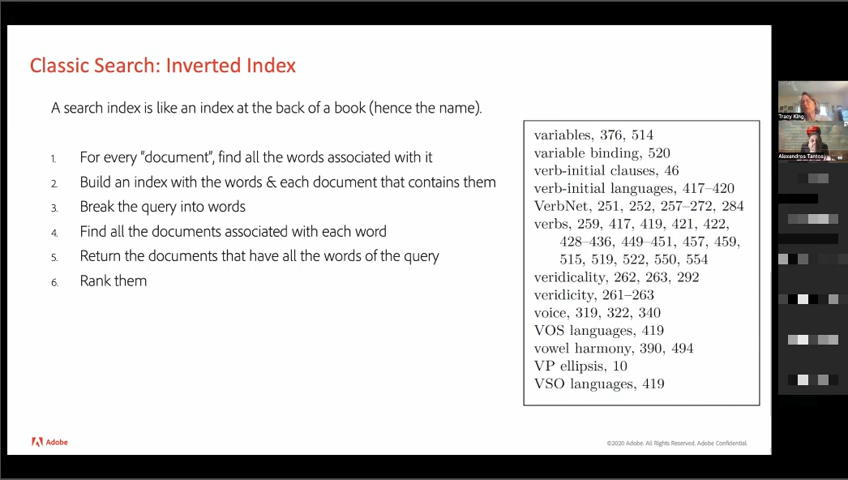 Classic Search: Inverted Index
A search index is like an index at the back of a book (hence the name).
1. For every "document", find all the words associated with it
2. Build an index with the words & each document that contains them
3. Break the query into words
4. Find all the documents associated with each word
5. Return the documents that have all the words of the query
6. Rank them
variables, 376, 514
variable binding, 520
verb-initial clauses, 46
verb-initial languages, 417–420
VerbNet, 251, 252, 257–272, 284
verbs, 259, 417, 419, 421, 422,
428–436, 449–451, 457, 459,
515, 519, 522, 550, 554
veridicality, 262, 263, 292
veridicity, 261–263
voice, 319, 322, 340
VOS languages, 419
vowel harmony, 390, 494
VP ellipsis, 10
VSO languages, 419
Adobe
©2020 Adobe. All Rights Reserved. Adobe Confidential.
Tracy King
Alexandros Tantos